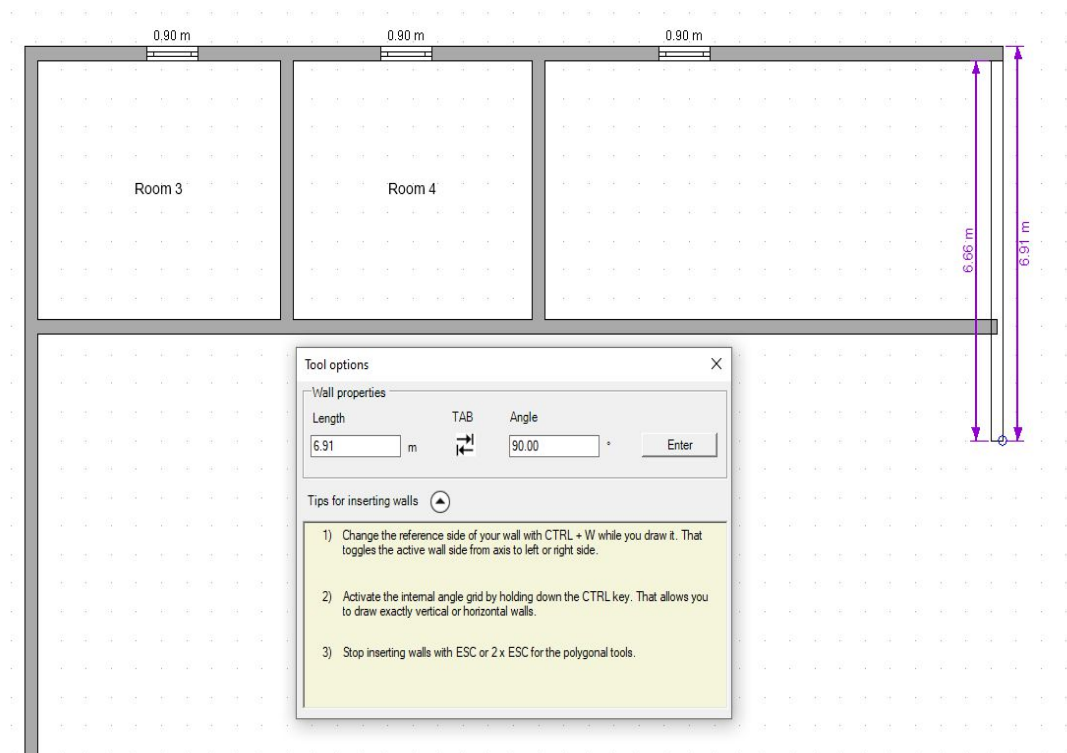 0.90 m
0.90 m
0.90 m
Room 3
Room 4
6.66 m
6.91 m
Tool options
Wall properties
Length
TAB
Angle
6.91
m
90.00
°
Enter
Tips for inserting walls
1) Change the reference side of your wall with CTRL + W while you draw it. That
toggles the active wall side from axis to left or right side.
2) Activate the internal angle grid by holding down the CTRL key. That allows you
to draw exactly vertical or horizontal walls.
3) Stop inserting walls with ESC or 2 x ESC for the polygonal tools.